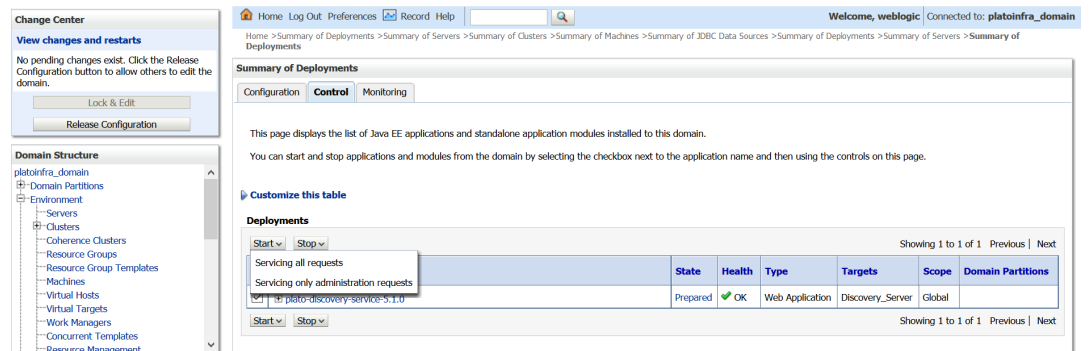 Change Center
View changes and restarts
No pending changes exist. Click the Release
Configuration button to allow others to edit the
domain.
Lock & Edit
Release Configuration
Domain Structure
platoinfra_domain
Domain Partitions
Environment
Servers
Clusters
Coherence Clusters
Resource Groups
Resource Group Templates
Machines
Virtual Hosts
Virtual Targets
Work Managers
Concurrent Templates
Resource Management
Home Log Out Preferences Record Help
Welcome, weblogic Connected to: platoinfra_domain
Home >Summary of Deployments >Summary of Servers >Summary of Clusters >Summary of Machines >Summary of JDBC Data Sources >Summary of Deployments >Summary of Servers >Summary of
Deployments
Summary of Deployments
Configuration Control Monitoring
This page displays the list of Java EE applications and standalone application modules installed to this domain.
You can start and stop applications and modules from the domain by selecting the checkbox next to the application name and then using the controls on this page.
Customize this table
Deployments
Start Stop Showing 1 to 1 of 1 Previous | Next
Servicing all requests
Servicing only administration requests
State Health Type Targets Scope Domain Partitions
plato-discovery-service-5.1.0 Prepared OK Web Application Discovery_Server Global
Start Stop Showing 1 to 1 of 1 Previous | Next